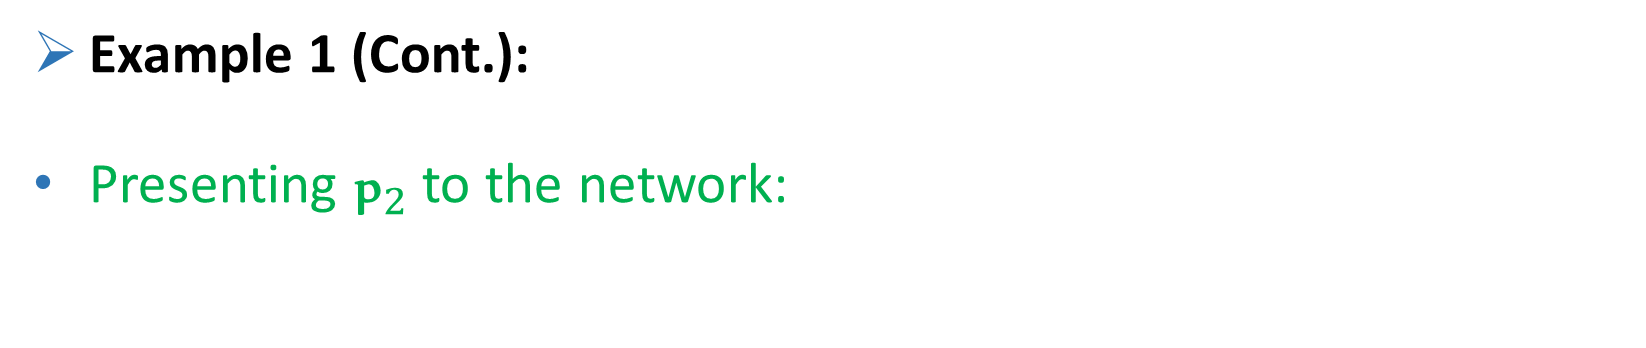 ➢ Example 1 (Cont.):
• Presenting p₂ to the network: